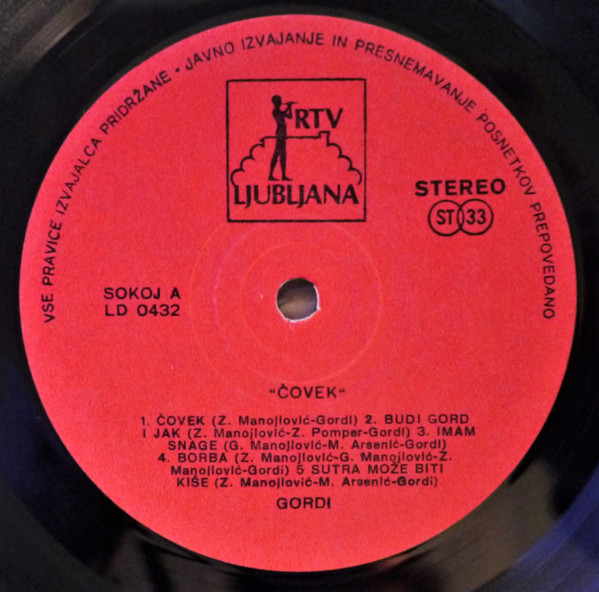 VSE PRAVICE IZVAJALCA PRIDRŽANE • JAVNO IZVAJANJE IN PRESNEMAVANJE POSNETKOV PREPOVEDANO
RTV
LJUBLJANA
STEREO
ST 33
SOKOJ A
LD 0432
"ČOVEK"
1. ČOVEK (Z. Manojlović-Gordi) 2. BUDI GORD
I JAK (Z. Manojlović-Z. Pomper-Gordi) 3. IMAM
SNAGE (G. Manojlović-M. Arsenić-Gordi)
4. BORBA (Z. Manojlović-G. Manojlović-Z.
Manojlović-Gordi) 5 SUTRA MOŽE BITI
KIŠE (Z. Manojlović-M. Arsenić-Gordi)
GORDI